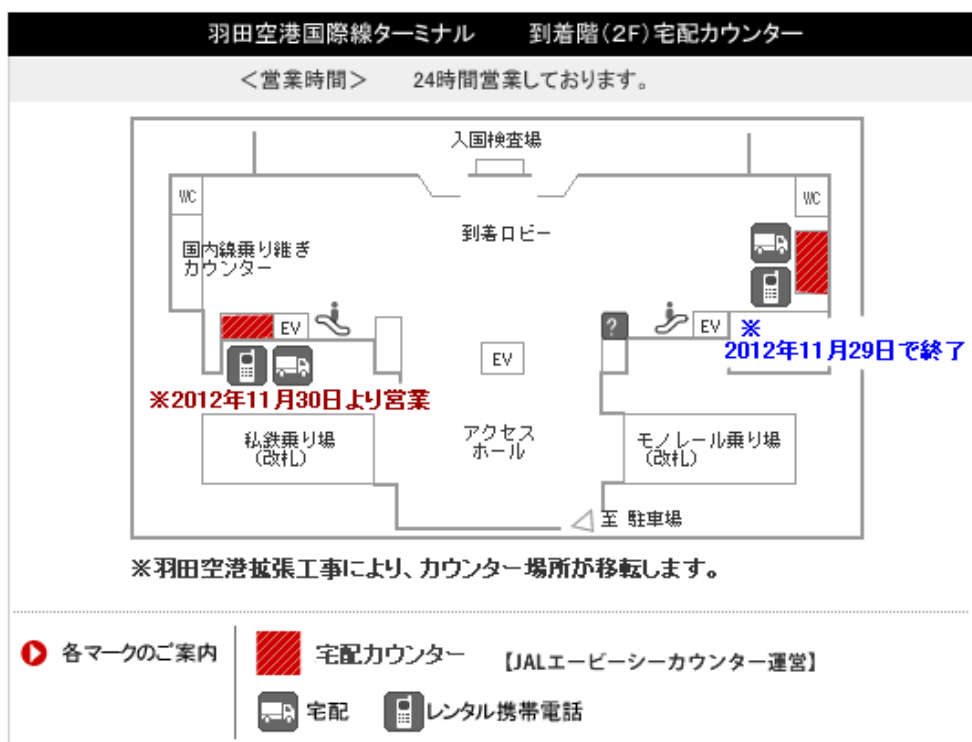 羽田空港国際線ターミナル 到着階(2F)宅配カウンター
＜営業時間＞ 24時間営業しております。
入国検査場
WC
WC
到着ロビー
国内線乗り継ぎ
カウンター
EV
?
EV
※
2012年11月29日で終了
EV
※2012年11月30日より営業
私鉄乗り場
(改札)
アクセス
ホール
モノレール乗り場
(改札)
至 駐車場
※羽田空港拡張工事により、カウンター場所が移転します。
各マークのご案内
宅配カウンター 【JALエービーシーカウンター運営】
宅配 レンタル携帯電話